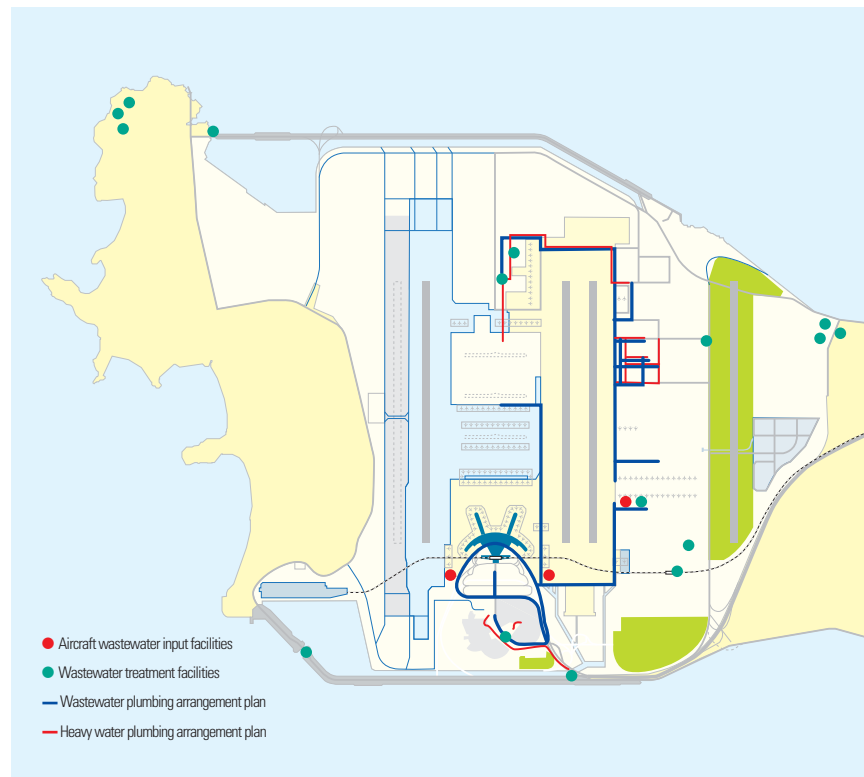 Aircraft wastewater input facilities
Wastewater treatment facilities
Wastewater plumbing arrangement plan
Heavy water plumbing arrangement plan